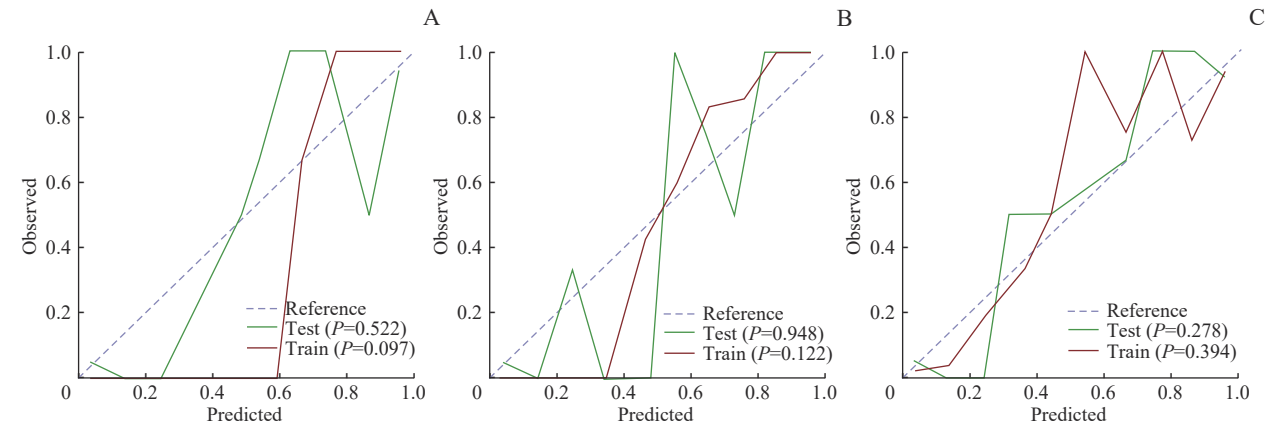 A
1.0
0.8
0.6
0.4
0.2
0
Observed
Reference
Test (P=0.522)
Train (P=0.097)
0.2 0.4 0.6 0.8 1.0
Predicted
B
1.0
0.8
0.6
0.4
0.2
0
Observed
Reference
Test (P=0.948)
Train (P=0.122)
0.2 0.4 0.6 0.8 1.0
Predicted
C
1.0
0.8
0.6
0.4
0.2
0
Observed
Reference
Test (P=0.278)
Train (P=0.394)
0.2 0.4 0.6 0.8 1.0
Predicted